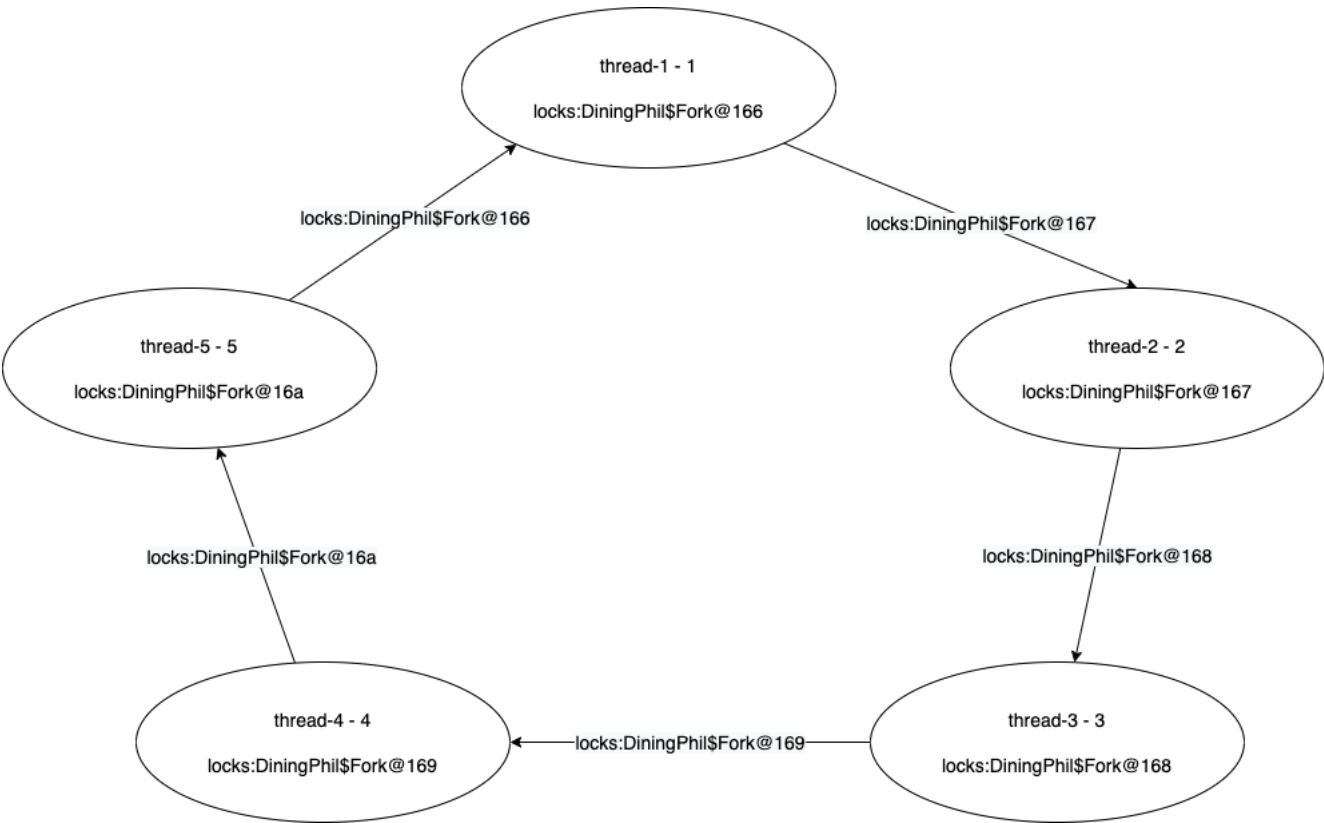 thread-1 - 1
locks:DiningPhil$Fork@166
locks:DiningPhil$Fork@166
locks:DiningPhil$Fork@167
thread-5 - 5
locks:DiningPhil$Fork@16a
thread-2 - 2
locks:DiningPhil$Fork@167
locks:DiningPhil$Fork@16a
locks:DiningPhil$Fork@168
thread-4 - 4
locks:DiningPhil$Fork@169
locks:DiningPhil$Fork@169
thread-3 - 3
locks:DiningPhil$Fork@168